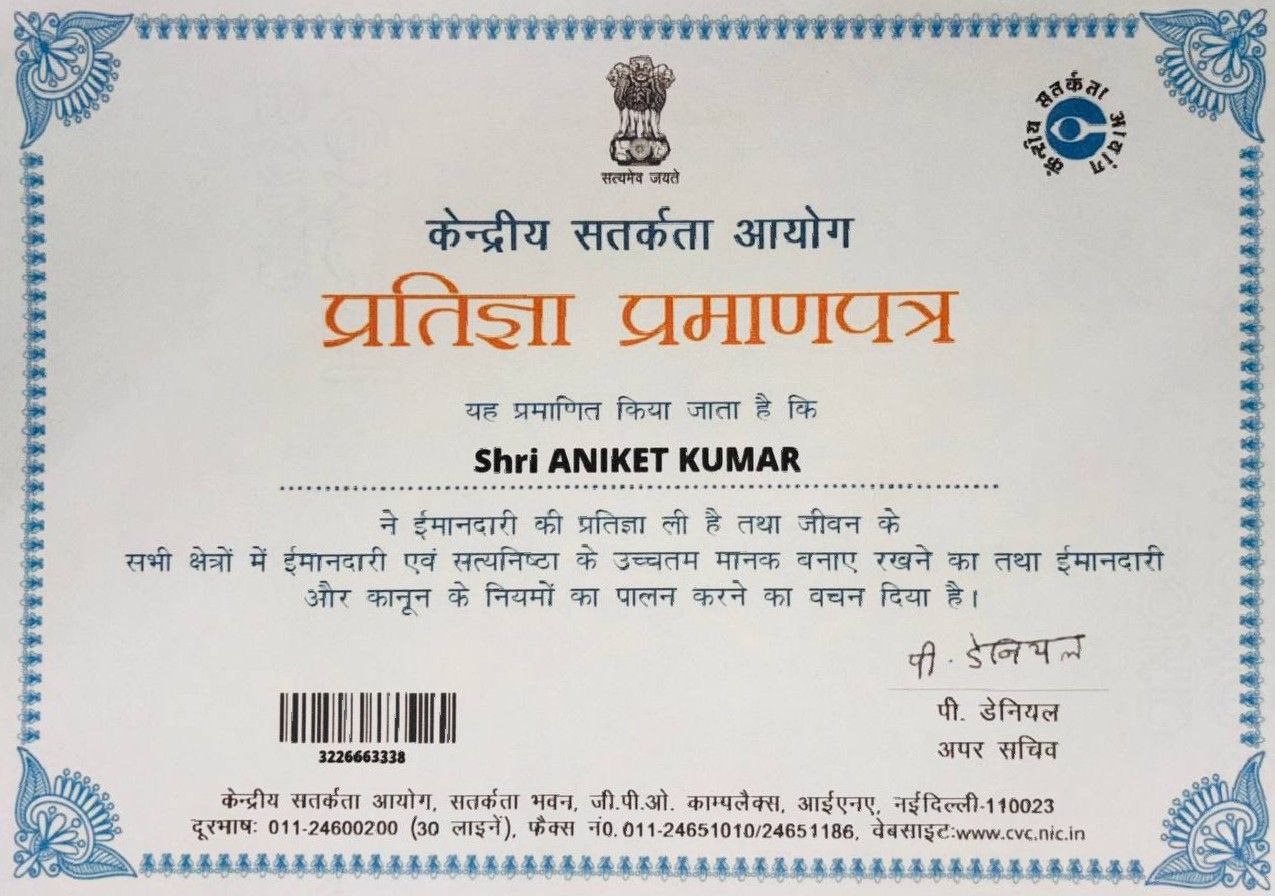 सत्यमेव जयते
केन्द्रीय सतर्कता आयोग
केन्द्रीय सतर्कता आयोग
प्रतिज्ञा प्रमाणपत्र
यह प्रमाणित किया जाता है कि
Shri ANIKET KUMAR
ने ईमानदारी की प्रतिज्ञा ली है तथा जीवन के
सभी क्षेत्रों में ईमानदारी एवं सत्यनिष्ठा के उच्चतम मानक बनाए रखने का तथा ईमानदारी
और कानून के नियमों का पालन करने का वचन दिया है।
पी. डेनियल
पी. डेनियल
अपर सचिव
3226663338
केन्द्रीय सतर्कता आयोग, सतर्कता भवन, जी.पी.ओ. काम्पलैक्स, आईएनए, नईदिल्ली-110023
दूरभाषः 011-24600200 (30 लाइनें), फैक्स नं0. 011-24651010/24651186, वेबसाइटःwww.cvc.nic.in